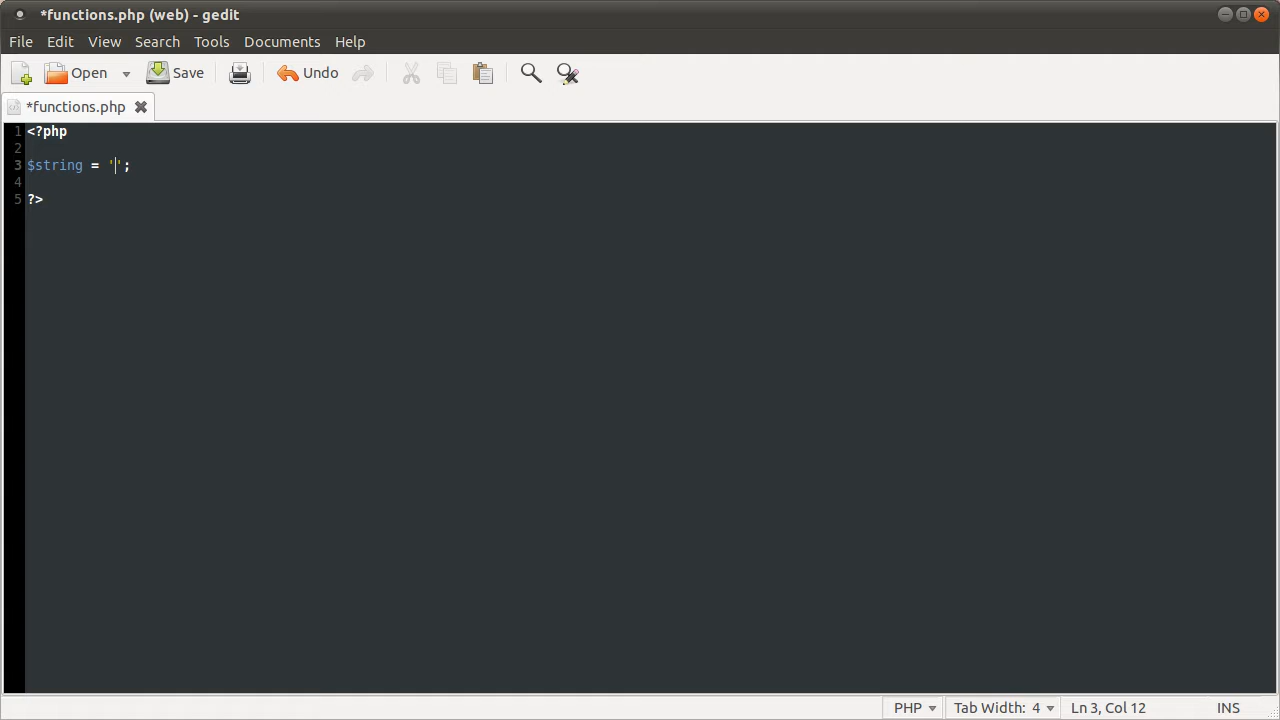 *functions.php (web) - gedit
File Edit View Search Tools Documents Help
Open Save Undo
*functions.php
1 <?php
2
3 $string = '';
4
5 ?>
PHP Tab Width: 4 Ln 3, Col 12 INS